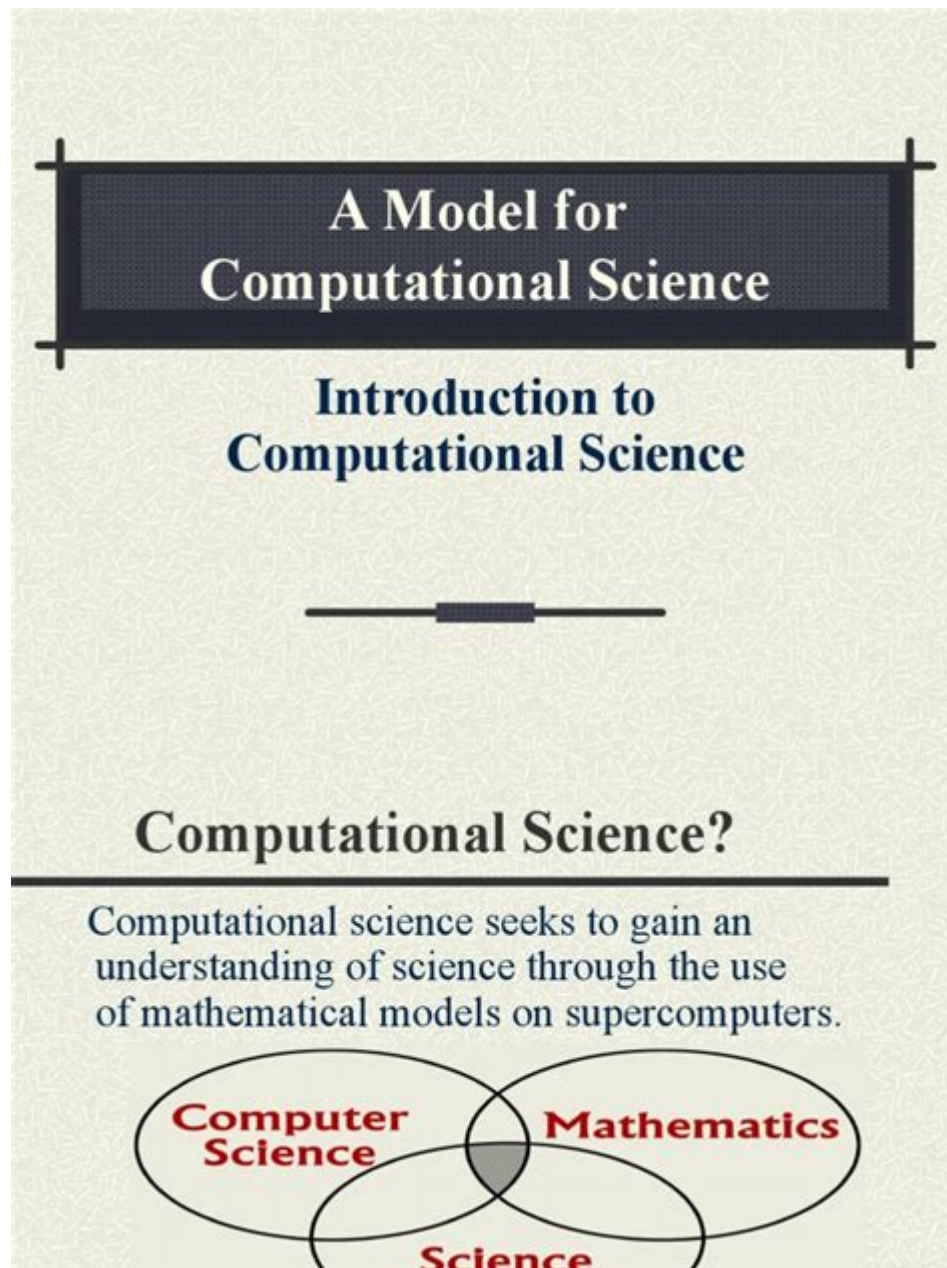 A Model for
Computational Science
Introduction to
Computational Science
Computational Science?
Computational science seeks to gain an
understanding of science through the use
of mathematical models on supercomputers.
Computer
Science
Mathematics
Science